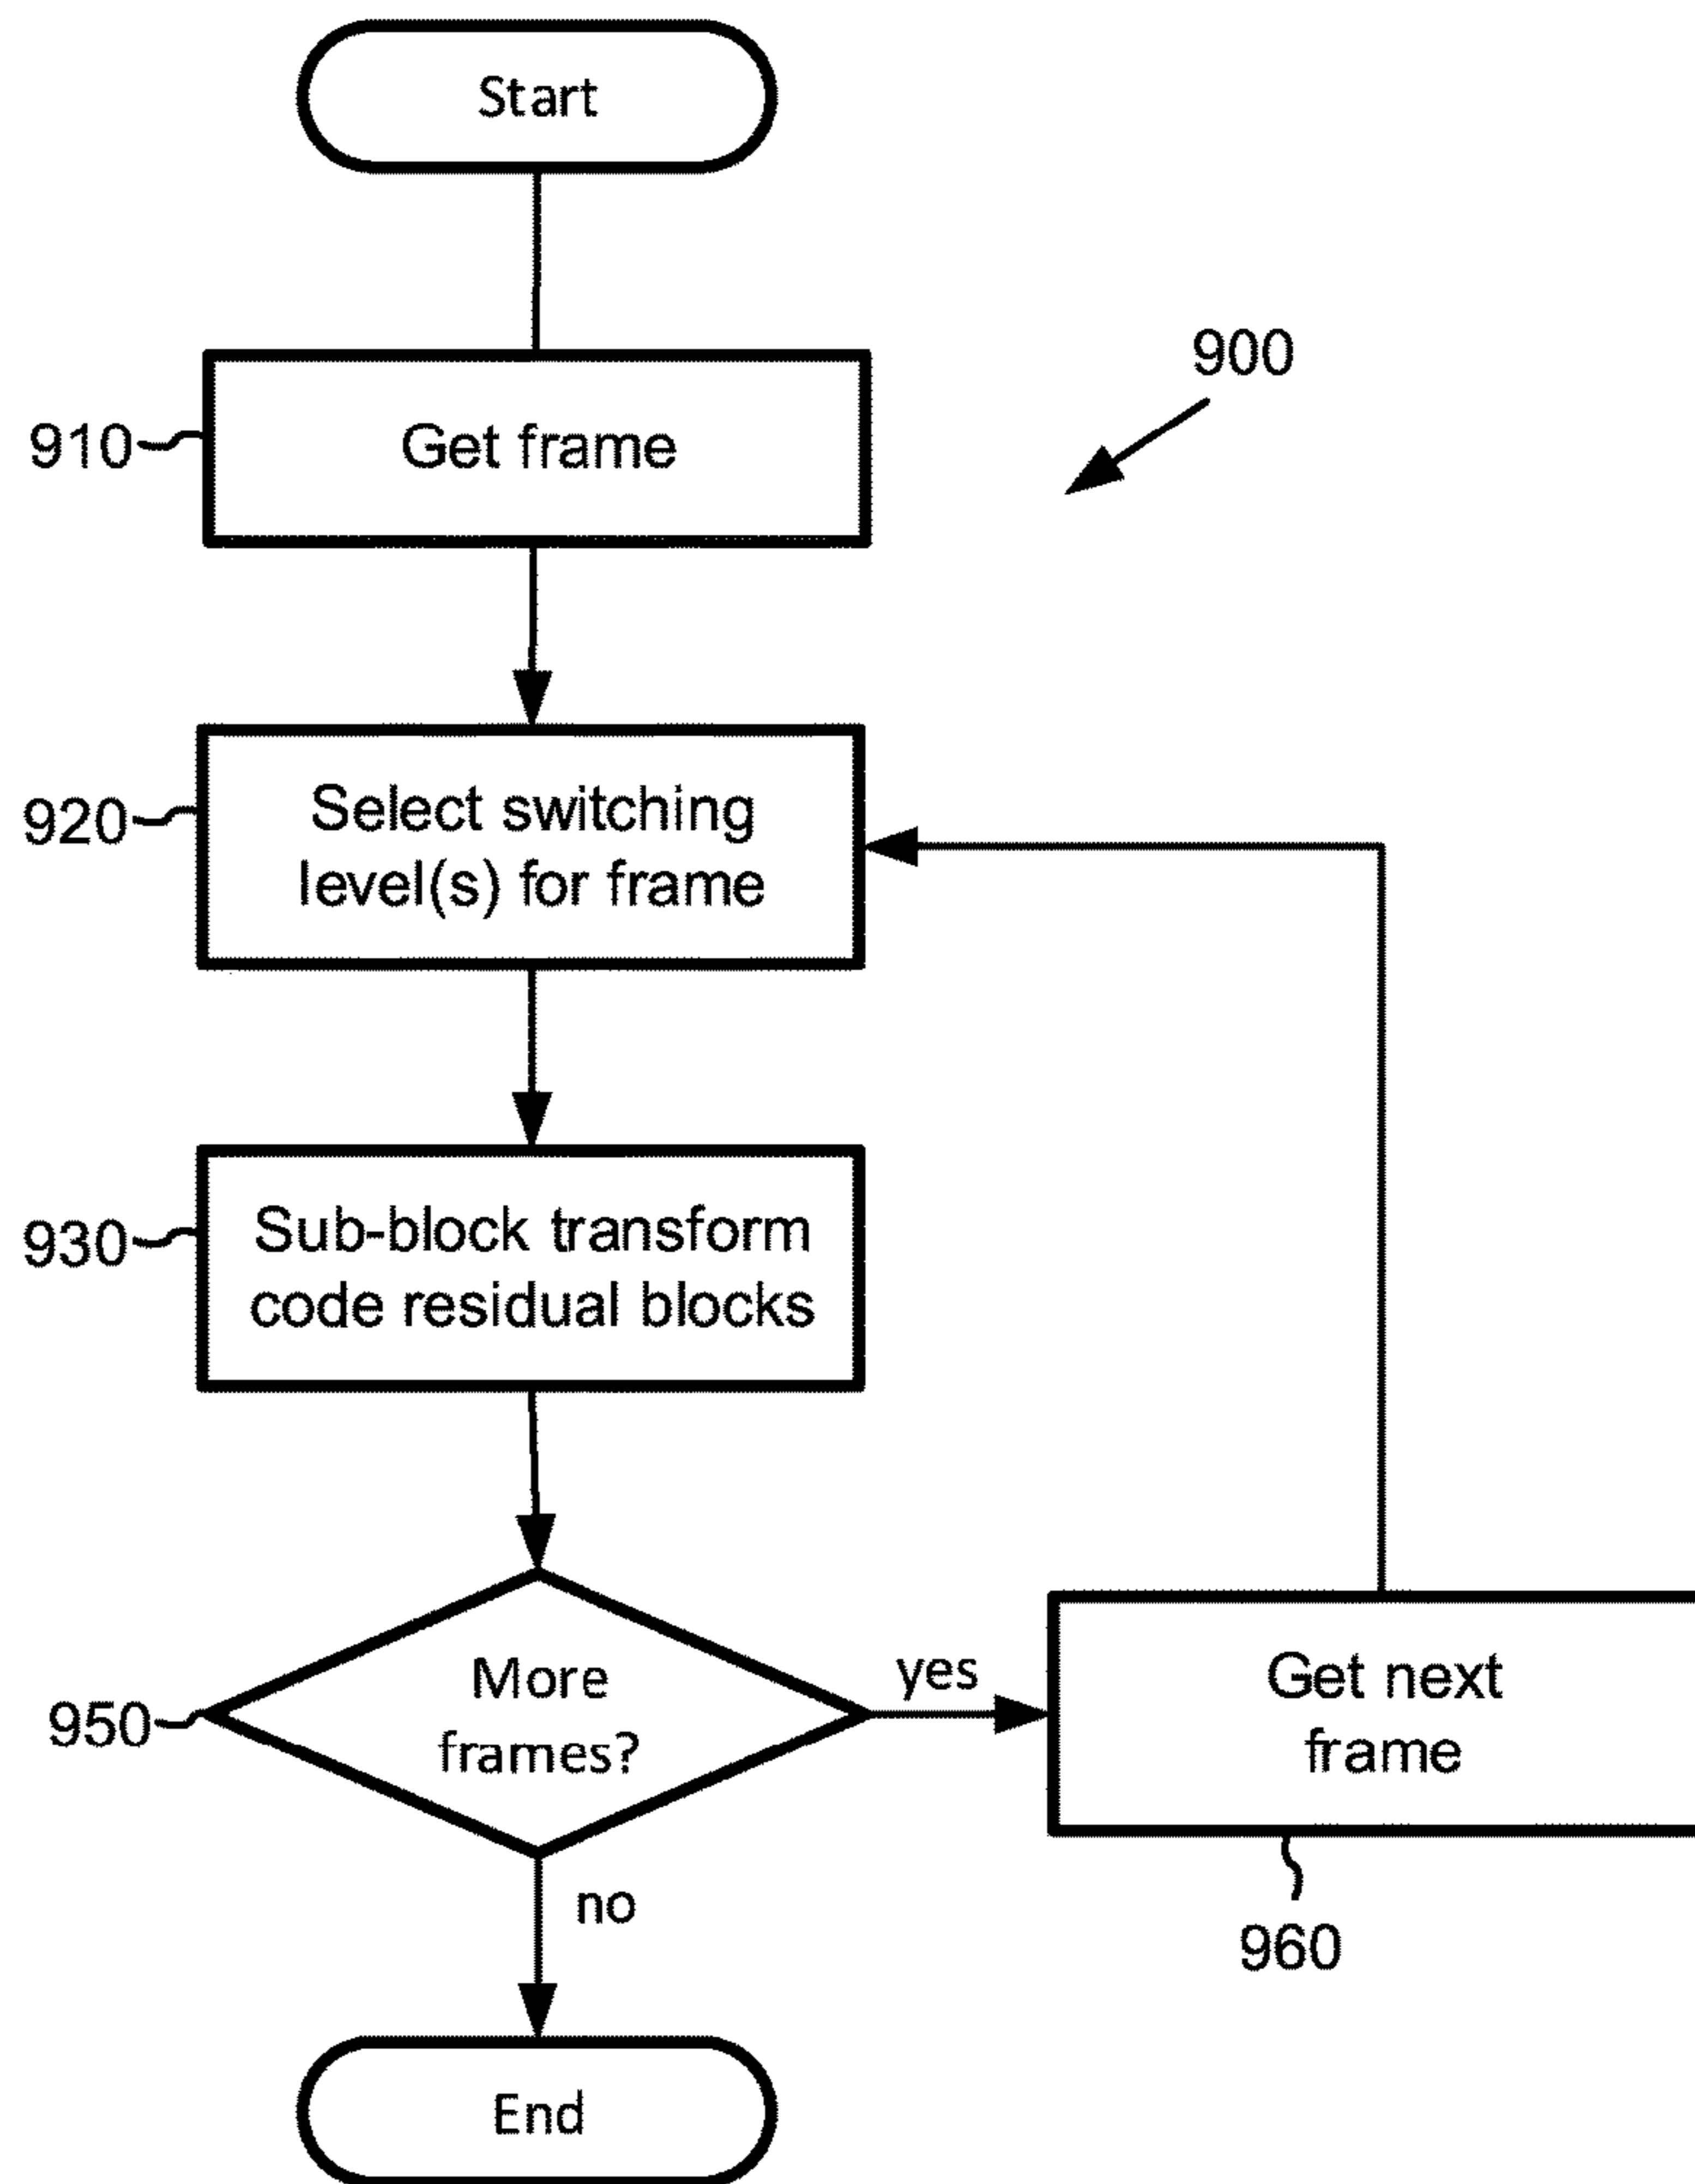 Start
900
910
Get frame
920
Select switching
level(s) for frame
930
Sub-block transform
code residual blocks
950
More
frames?
yes
Get next
frame
no
960
End